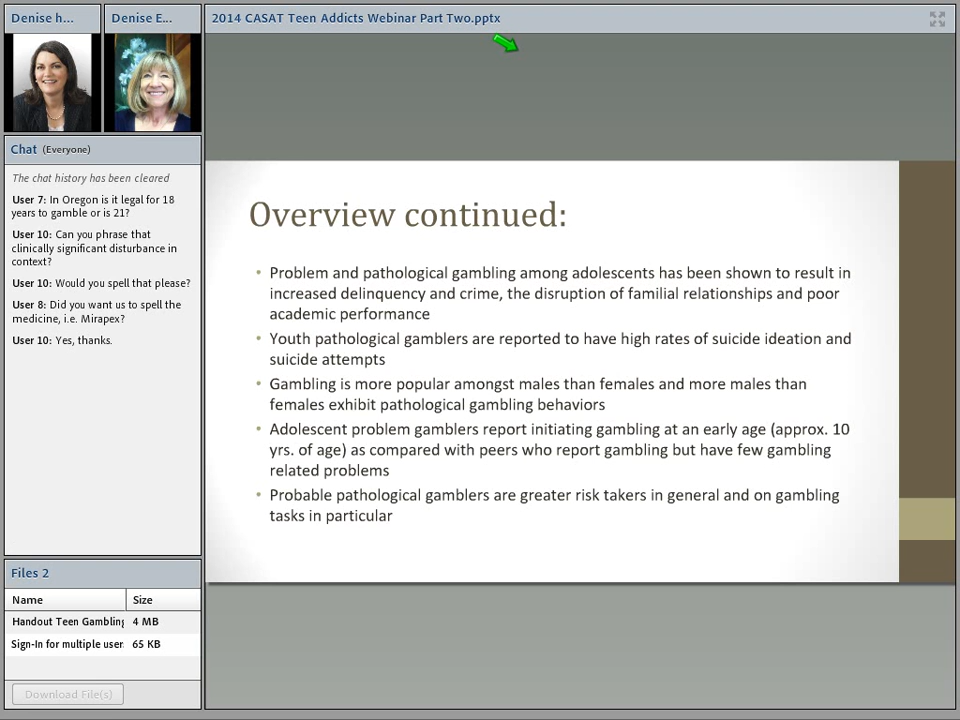 Denise h...
Denise E...
2014 CASAT Teen Addicts Webinar Part Two.pptx
Chat (Everyone)
The chat history has been cleared
User 7: In Oregon is it legal for 18
years to gamble or is 21?
User 10: Can you phrase that
clinically significant disturbance in
context?
User 10: Would you spell that please?
User 8: Did you want us to spell the
medicine, i.e. Mirapex?
User 10: Yes, thanks.
Files 2
Name Size
Handout Teen Gambling 4 MB
Sign-In for multiple user 65 KB
Download File(s)
Overview continued:
• Problem and pathological gambling among adolescents has been shown to result in
increased delinquency and crime, the disruption of familial relationships and poor
academic performance
• Youth pathological gamblers are reported to have high rates of suicide ideation and
suicide attempts
• Gambling is more popular amongst males than females and more males than
females exhibit pathological gambling behaviors
• Adolescent problem gamblers report initiating gambling at an early age (approx. 10
yrs. of age) as compared with peers who report gambling but have few gambling
related problems
• Probable pathological gamblers are greater risk takers in general and on gambling
tasks in particular